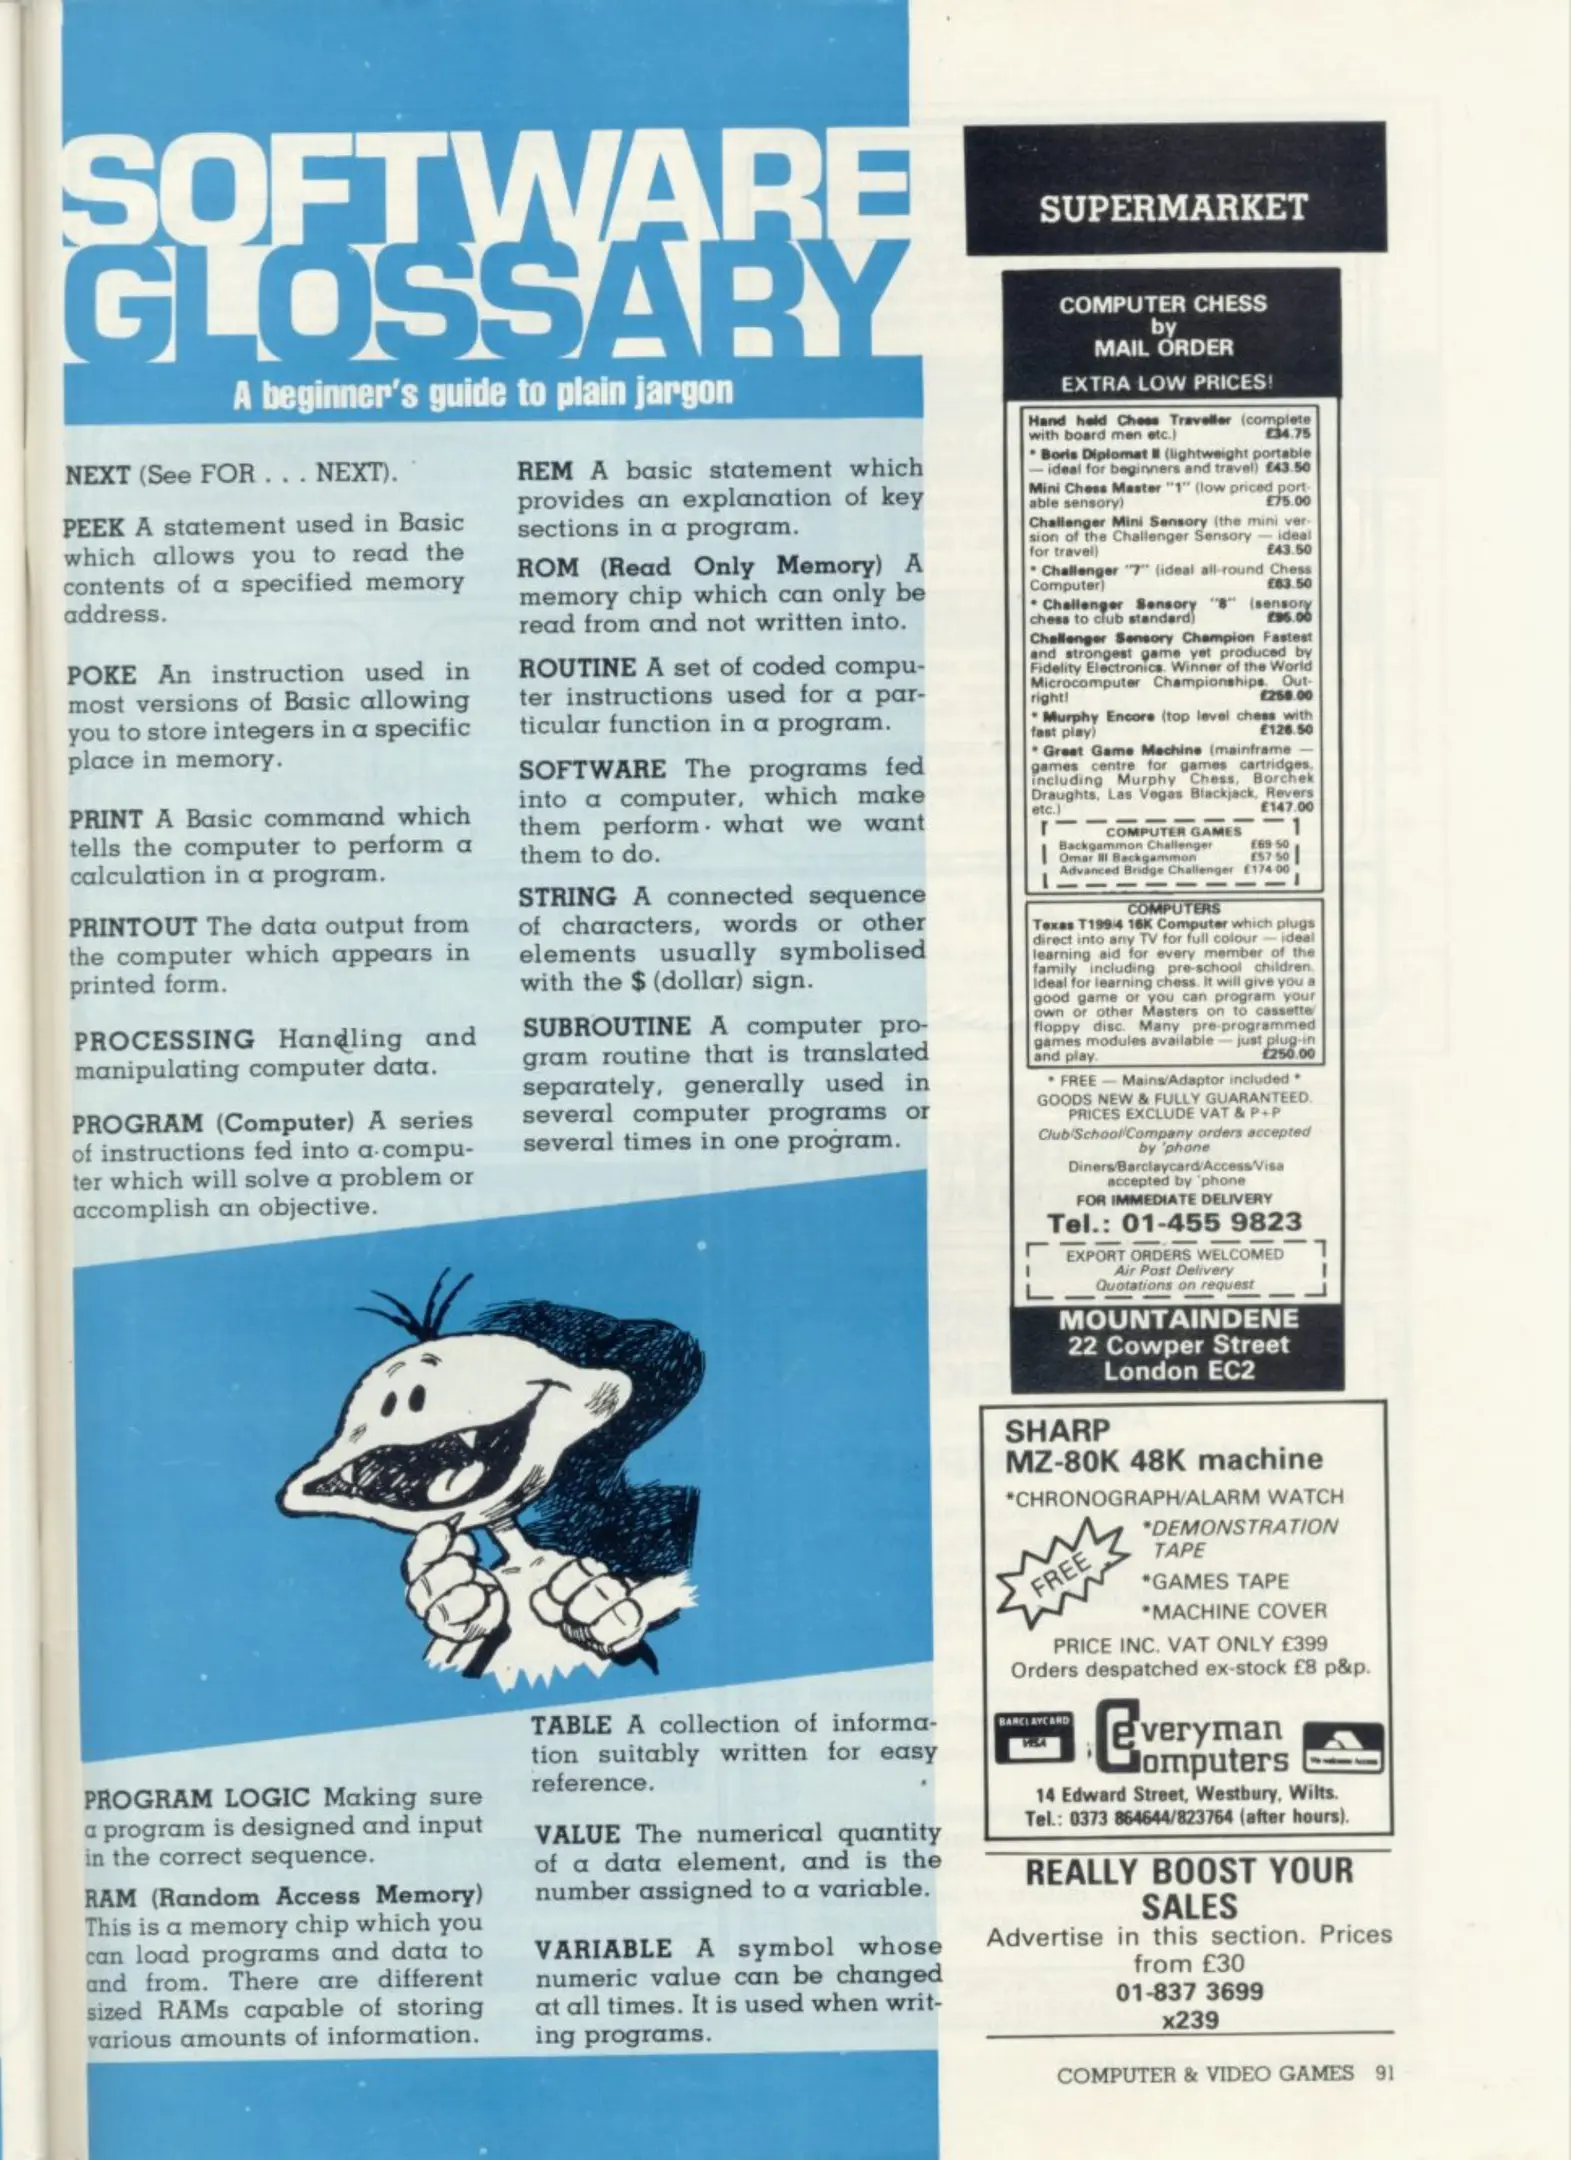 SOFTWARE
GLOSSARY
A beginner's guide to plain jargon
NEXT (See FOR . . . NEXT).
PEEK A statement used in Basic
which allows you to read the
contents of a specified memory
address.
POKE An instruction used in
most versions of Basic allowing
you to store integers in a specific
place in memory.
PRINT A Basic command which
tells the computer to perform a
calculation in a program.
PRINTOUT The data output from
the computer which appears in
printed form.
PROCESSING Handling and
manipulating computer data.
PROGRAM (Computer) A series
of instructions fed into a compu-
ter which will solve a problem or
accomplish an objective.
PROGRAM LOGIC Making sure
a program is designed and input
in the correct sequence.
RAM (Random Access Memory)
This is a memory chip which you
can load programs and data to
and from. There are different
sized RAMs capable of storing
various amounts of information.
REM A basic statement which
provides an explanation of key
sections in a program.
ROM (Read Only Memory) A
memory chip which can only be
read from and not written into.
ROUTINE A set of coded compu-
ter instructions used for a par-
ticular function in a program.
SOFTWARE The programs fed
into a computer, which make
them perform what we want
them to do.
STRING A connected sequence
of characters, words or other
elements usually symbolised
with the $ (dollar) sign.
SUBROUTINE A computer pro-
gram routine that is translated
separately, generally used in
several computer programs or
several times in one program.
TABLE A collection of informa-
tion suitably written for easy
reference.
VALUE The numerical quantity
of a data element, and is the
number assigned to a variable.
VARIABLE A symbol whose
numeric value can be changed
at all times. It is used when writ-
ing programs.
SUPERMARKET
COMPUTER CHESS
by
MAIL ORDER
EXTRA LOW PRICES!
Hand held Chess Traveller (complete
with board men etc.) £34.75
* Boris Diplomat II (lightweight portable
— ideal for beginners and travel) £43.50
Mini Chess Master "1" (low priced port-
able sensory) £75.00
Challenger Mini Sensory (the mini ver-
sion of the Challenger Sensory — ideal
for travel) £43.50
* Challenger "7" (ideal all-round Chess
Computer) £63.50
* Challenger Sensory "8" (sensory
chess to club standard) £95.00
Challenger Sensory Champion Fastest
and strongest game yet produced by
Fidelity Electronics. Winner of the World
Microcomputer Championships. Out-
right!
* Murphy Encore (top level chess with
fast play) £126.50
* Great Game Machine (mainframe —
games centre for games cartridges,
including Murphy Chess, Borchek
Draughts, Las Vegas Blackjack, Revers
etc.) £147.00
COMPUTER GAMES
Backgammon Challenger £69 50
Omar III Backgammon £57 50
Advanced Bridge Challenger £174 00
COMPUTERS
Texas T199/4 16K Computer which plugs
direct into any TV for full colour — ideal
learning aid for every member of the
family including pre-school children.
Ideal for learning chess. It will give you a
good game or you can program your
own or other Masters on to cassette/
floppy disc. Many pre-programmed
games modules available — just plug-in
and play. £250.00
* FREE — Mains/Adaptor included *
GOODS NEW & FULLY GUARANTEED.
PRICES EXCLUDE VAT & P+P
Club/School/Company orders accepted
by 'phone
Diners/Barclaycard/Access/Visa
accepted by 'phone
FOR IMMEDIATE DELIVERY
Tel.: 01-455 9823
EXPORT ORDERS WELCOMED
Air Post Delivery
Quotations on request
MOUNTAINDENE
22 Cowper Street
London EC2
SHARP
MZ-80K 48K machine
*CHRONOGRAPH/ALARM WATCH
*DEMONSTRATION
TAPE
FREE
*GAMES TAPE
*MACHINE COVER
PRICE INC. VAT ONLY £399
Orders despatched ex-stock £8 p&p.
BARCLAYCARD
VISA
Everyman
Computers
We welcome Access
14 Edward Street, Westbury, Wilts.
Tel.: 0373 864644/823764 (after hours).
REALLY BOOST YOUR
SALES
Advertise in this section. Prices
from £30
01-837 3699
x239
COMPUTER & VIDEO GAMES 91